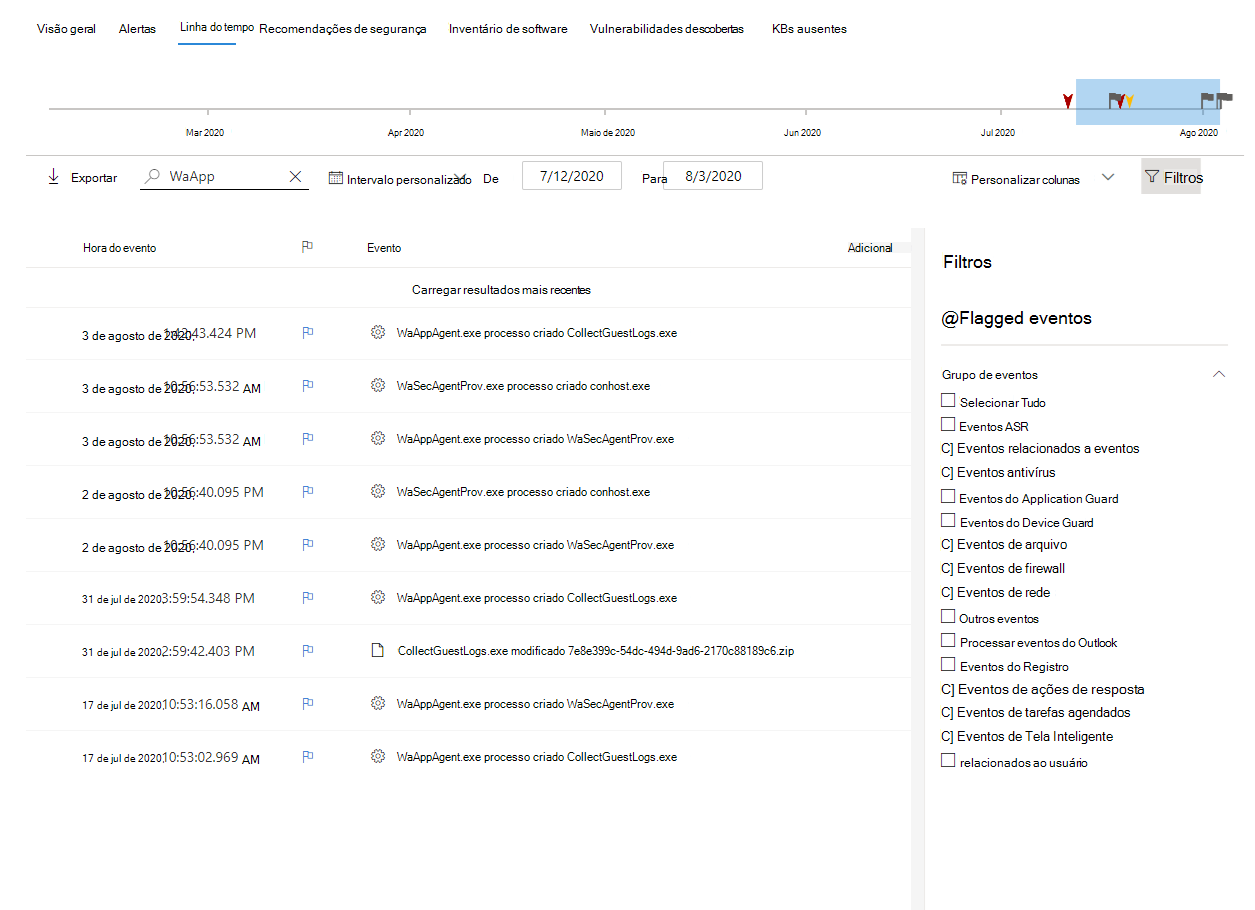 Visão geral Alertas Linha do tempo Recomendações de segurança Inventário de software Vulnerabilidades descobertas KBs ausentes
Mar 2020 Apr 2020 Maio de 2020 Jun 2020 Jul 2020 Ago 2020
Exportar WaApp Intervalo personalizado De 7/12/2020 Para 8/3/2020 Personalizar colunas Filtros
Hora do evento Evento Adicional
Carregar resultados mais recentes
3 de agosto de 2020, 1:42:43.424 PM WaAppAgent.exe processo criado CollectGuestLogs.exe
3 de agosto de 2020, 10:56:53.532 AM WaSecAgentProv.exe processo criado conhost.exe
3 de agosto de 2020, 10:56:53.532 AM WaAppAgent.exe processo criado WaSecAgentProv.exe
2 de agosto de 2020, 10:56:40.095 PM WaSecAgentProv.exe processo criado conhost.exe
2 de agosto de 2020, 10:56:40.095 PM WaAppAgent.exe processo criado WaSecAgentProv.exe
31 de jul de 2020 3:59:54.348 PM WaAppAgent.exe processo criado CollectGuestLogs.exe
31 de jul de 2020, 2:59:42.403 PM CollectGuestLogs.exe modificado 7e8e399c-54dc-494d-9ad6-2170c88189c6.zip
17 de jul de 2020, 10:53:16.058 AM WaAppAgent.exe processo criado WaSecAgentProv.exe
17 de jul de 2020, 10:53:02.969 AM WaAppAgent.exe processo criado CollectGuestLogs.exe
Filtros
@Flagged eventos
Grupo de eventos
Selecionar Tudo
Eventos ASR
C] Eventos relacionados a eventos
C] Eventos antivírus
Eventos do Application Guard
Eventos do Device Guard
C] Eventos de arquivo
C] Eventos de firewall
C] Eventos de rede
Outros eventos
Processar eventos do Outlook
Eventos do Registro
C] Eventos de ações de resposta
C] Eventos de tarefas agendados
C] Eventos de Tela Inteligente
relacionados ao usuário